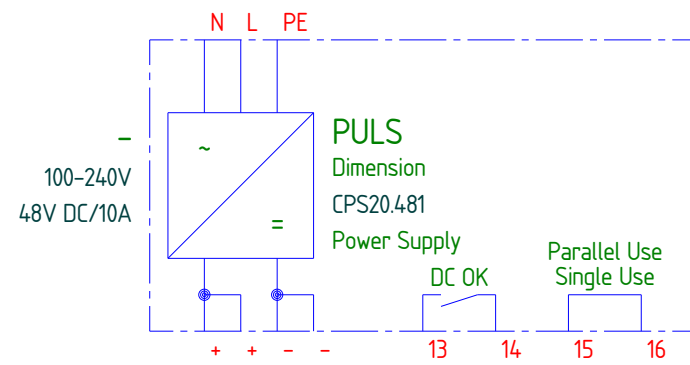 N L PE
PULS
Dimension
CPS20.481
Power Supply
–
100-240V
48V DC/10A
~
=
DC OK
Parallel Use
Single Use
+ + – – 13 14 15 16